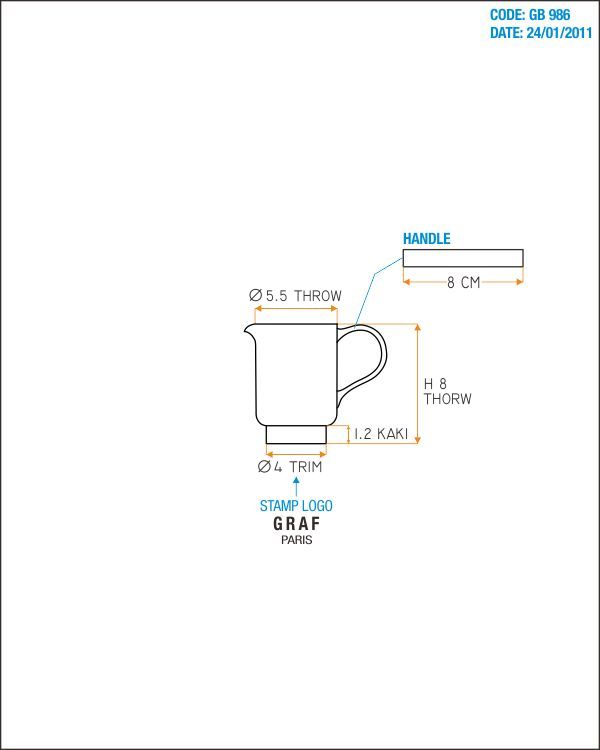 CODE: GB 986
DATE: 24/01/2011
HANDLE
8 CM
Ø 5.5 THROW
H 8
THORW
1.2 KAKI
Ø 4 TRIM
STAMP LOGO
GRAF
PARIS